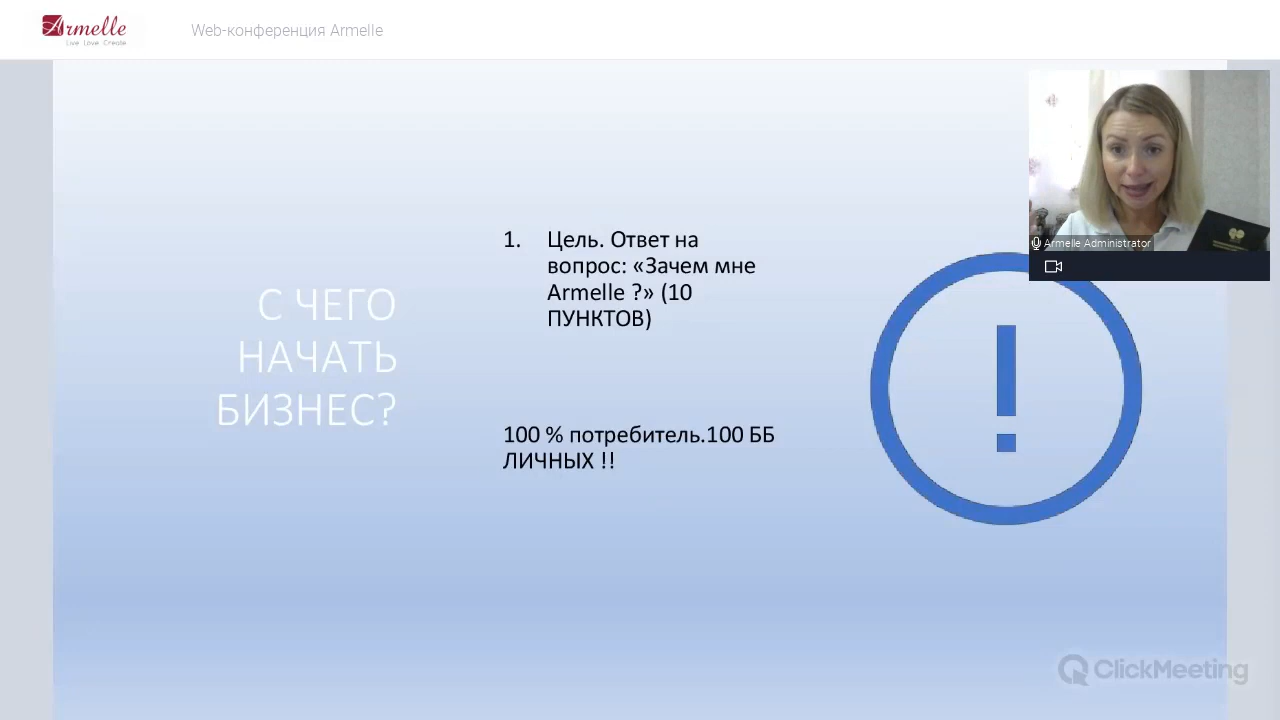 Armelle
Live Love Create
Web-конференция Armelle
Armelle Administrator
С ЧЕГО
НАЧАТЬ
БИЗНЕС?
1. Цель. Ответ на
вопрос: «Зачем мне
Armelle ?» (10
ПУНКТОВ)
100 % потребитель.100 ББ
ЛИЧНЫХ !!
ClickMeeting